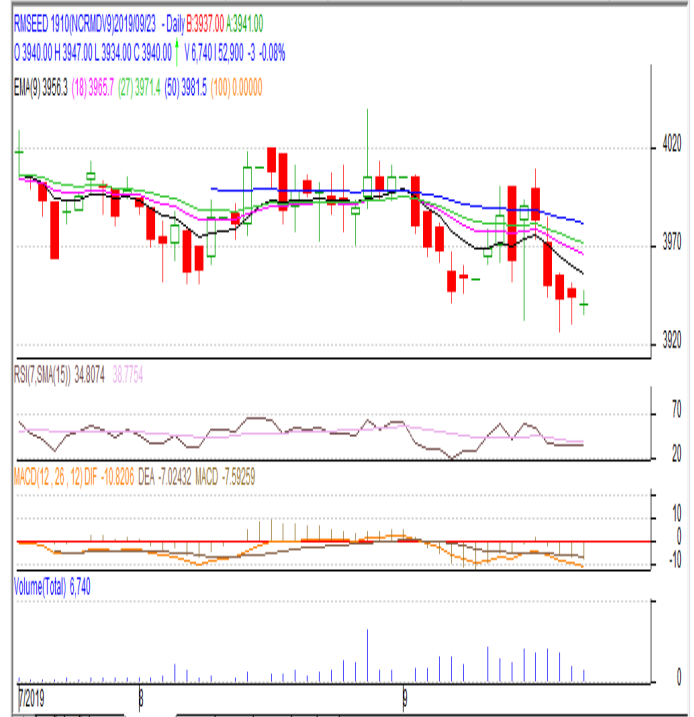 RMSEED 1910(NCRMDV9)2019/09/23 - Daily B:3937.00 A:3941.00
O 3940.00 H 3947.00 L 3934.00 C 3940.00 V 6,740 I 52,900 -3 -0.08%
EMA(9) 3956.3 (18) 3965.7 (27) 3971.4 (50) 3981.5 (100) 0.00000
4020
3970
3920
RSI(7,SMA(15)) 34.8074 38.7754
70
20
MACD(12 , 26 , 12) DIF -10.8206 DEA -7.02432 MACD -7.59259
10
0
-10
Volume(Total) 6,740
0
7/2019 8 9